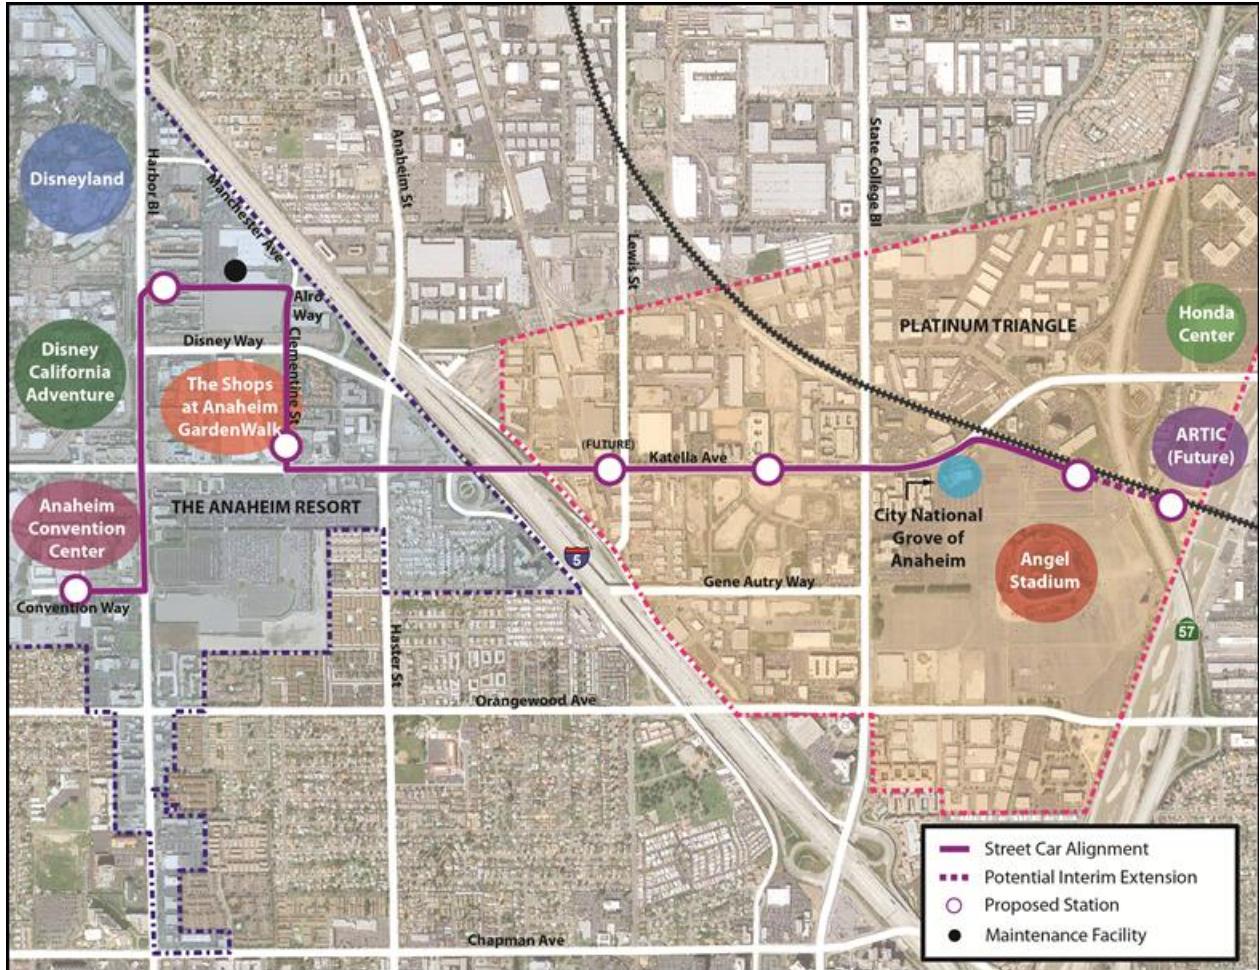 Disneyland
Harbor Bl
Manchester Ave
Anaheim St
Lewis St
State College Bl
PLATINUM TRIANGLE
Honda
Center
Alro
Way
Disney Way
Clementine St
Disney
California
Adventure
The Shops
at Anaheim
GardenWalk
(FUTURE)
Katella Ave
ARTIC
(Future)
THE ANAHEIM RESORT
Anaheim
Convention
Center
City National
Grove of
Anaheim
Angel
Stadium
5
Gene Autry Way
Convention Way
57
Haster St
Orangewood Ave
Chapman Ave
Street Car Alignment
Potential Interim Extension
Proposed Station
Maintenance Facility